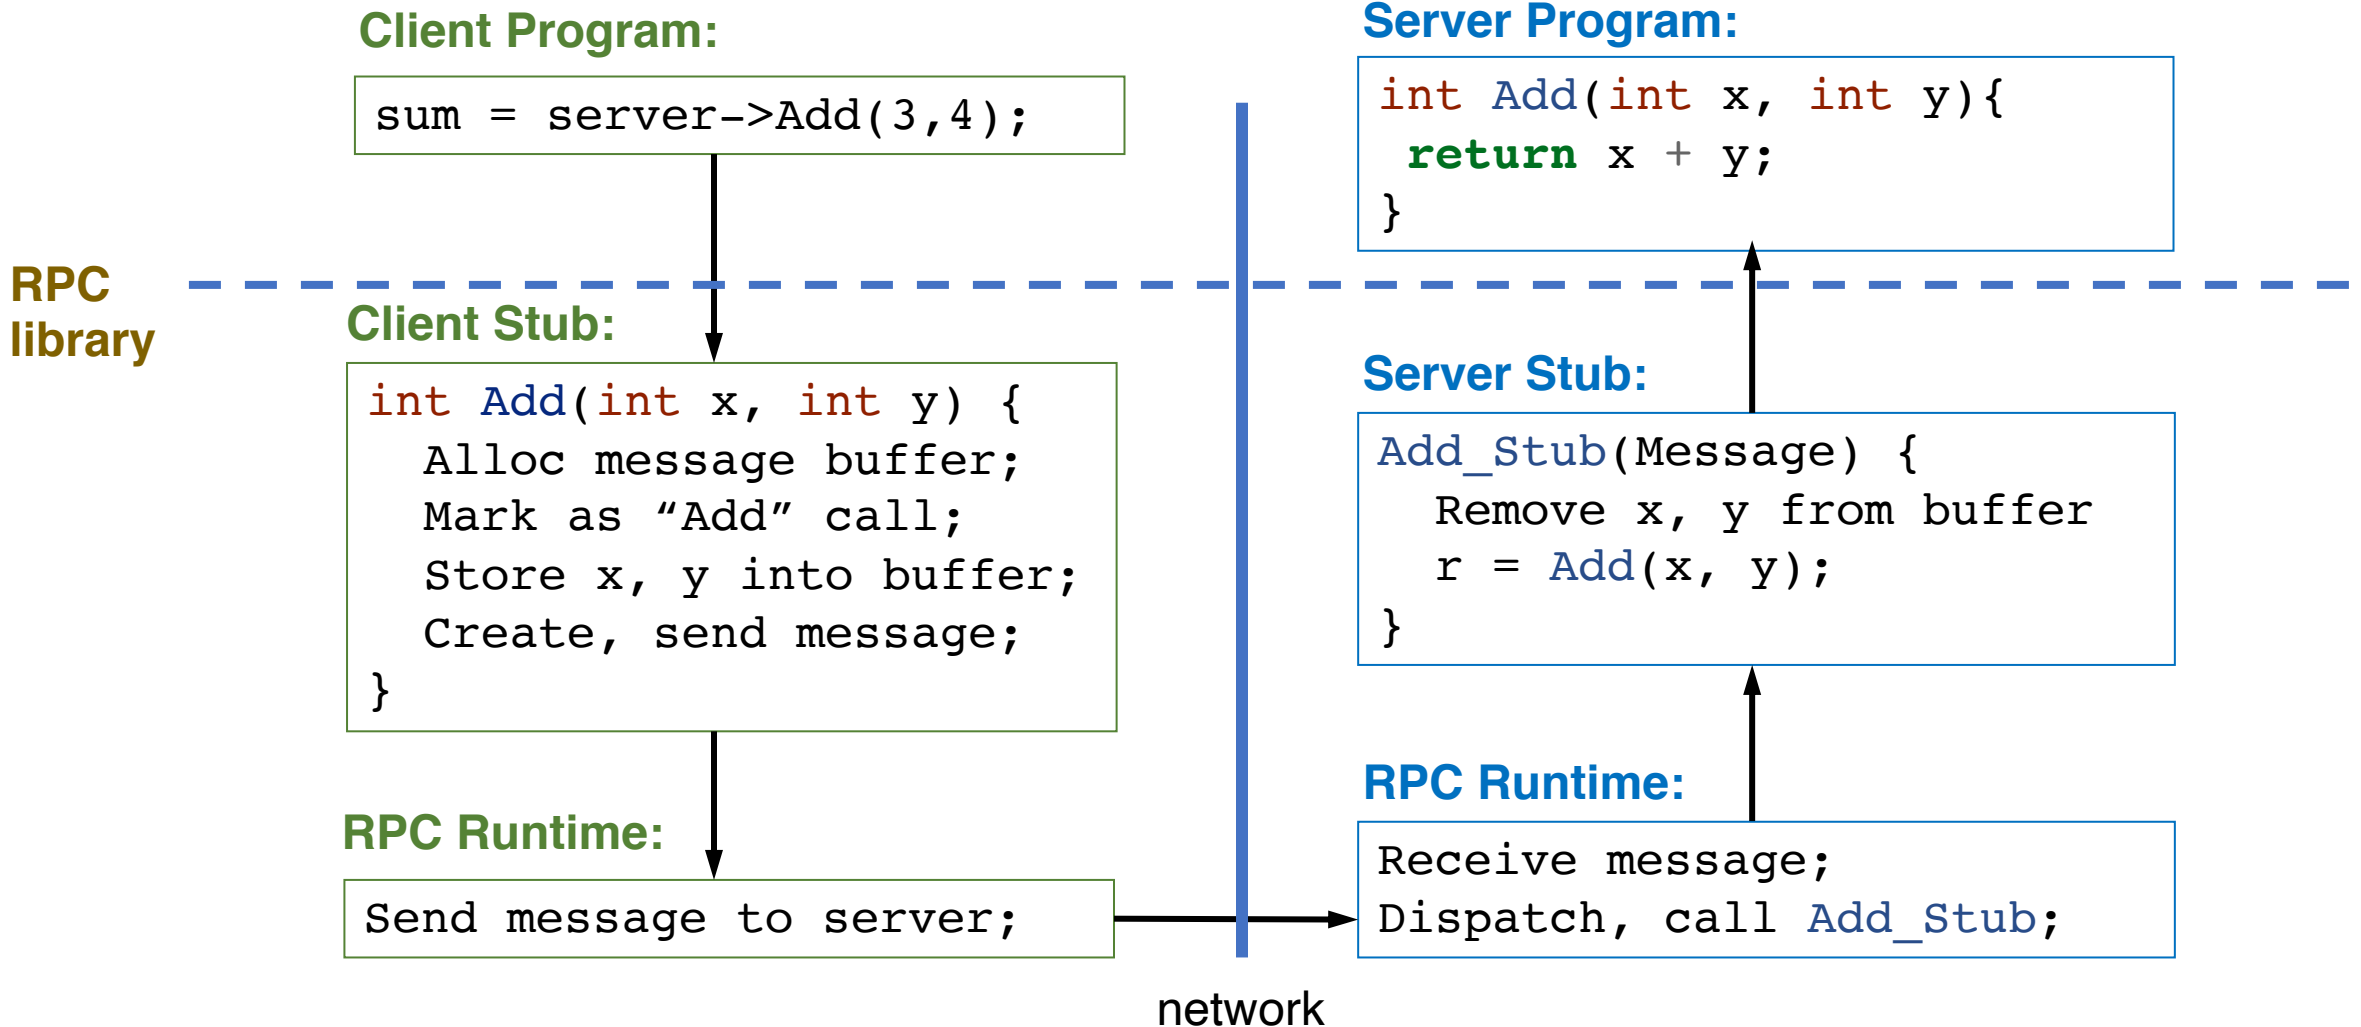 Client Program:
sum = server->Add(3,4);
RPC
library
Client Stub:
int Add(int x, int y) {
Alloc message buffer;
Mark as “Add” call;
Store x, y into buffer;
Create, send message;
}
RPC Runtime:
Send message to server;
network
Server Program:
int Add(int x, int y){
return x + y;
}
Server Stub:
Add_Stub(Message) {
Remove x, y from buffer
r = Add(x, y);
}
RPC Runtime:
Receive message;
Dispatch, call Add_Stub;